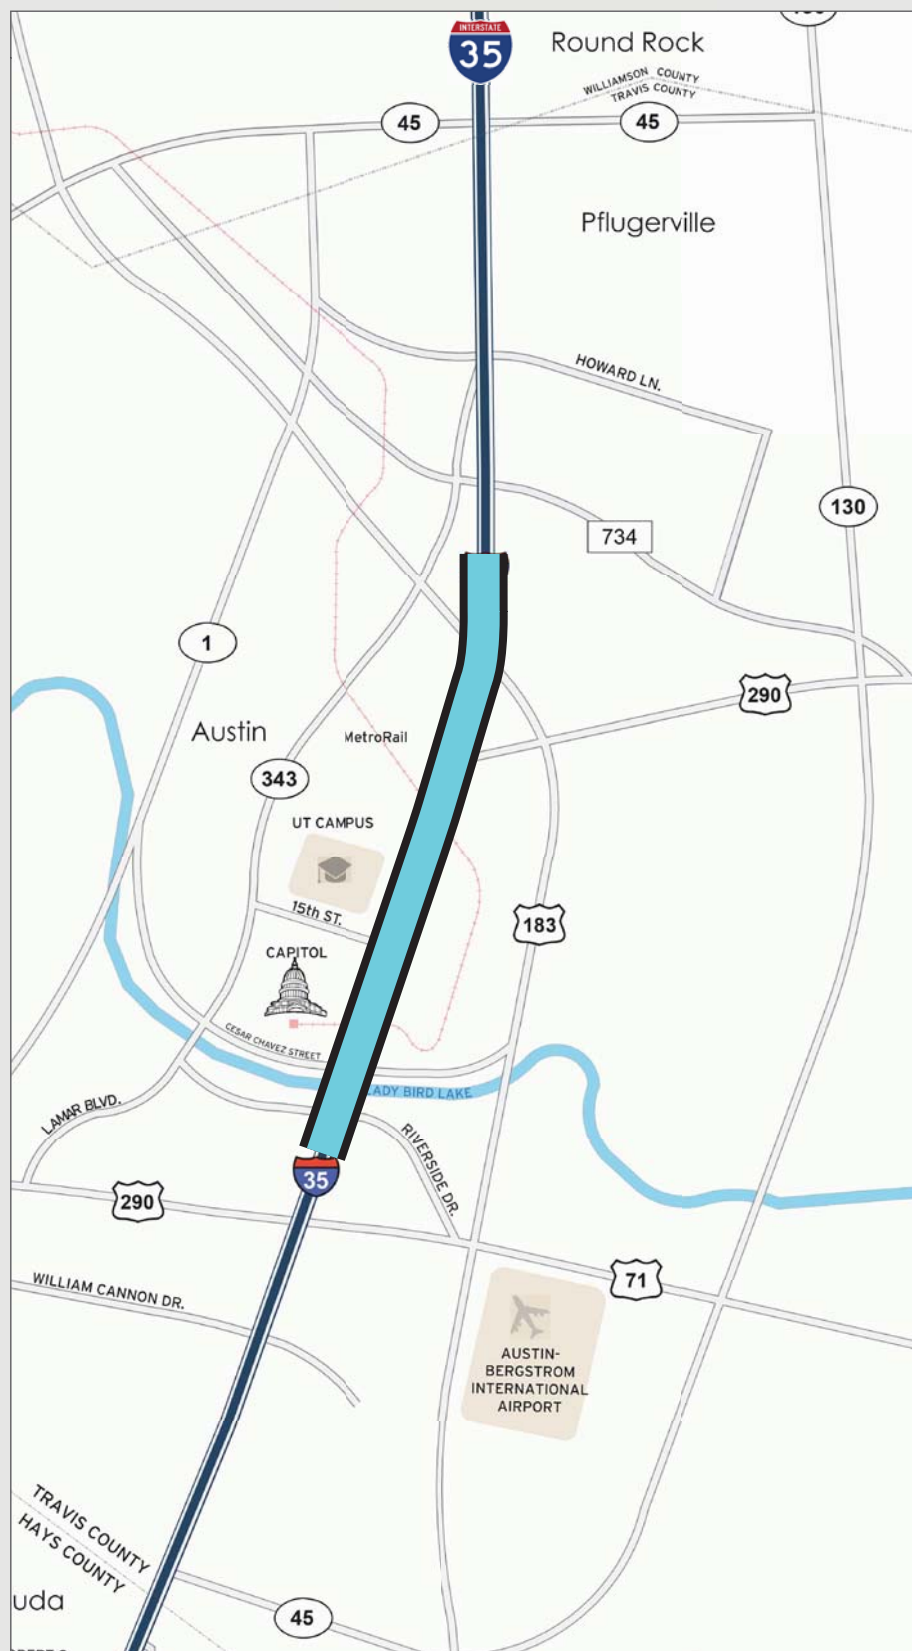 INTERSTATE
35
Round Rock
WILLIAMSON COUNTY
TRAVIS COUNTY
45
45
Pflugerville
HOWARD LN.
130
734
1
290
Austin
MetroRail
343
UT CAMPUS
15th ST.
183
CAPITOL
CESAR CHAVEZ STREET
LADY BIRD LAKE
LAMAR BLVD.
RIVERSIDE DR.
35
290
71
WILLIAM CANNON DR.
AUSTIN-
BERGSTROM
INTERNATIONAL
AIRPORT
TRAVIS COUNTY
HAYS COUNTY
uda
45